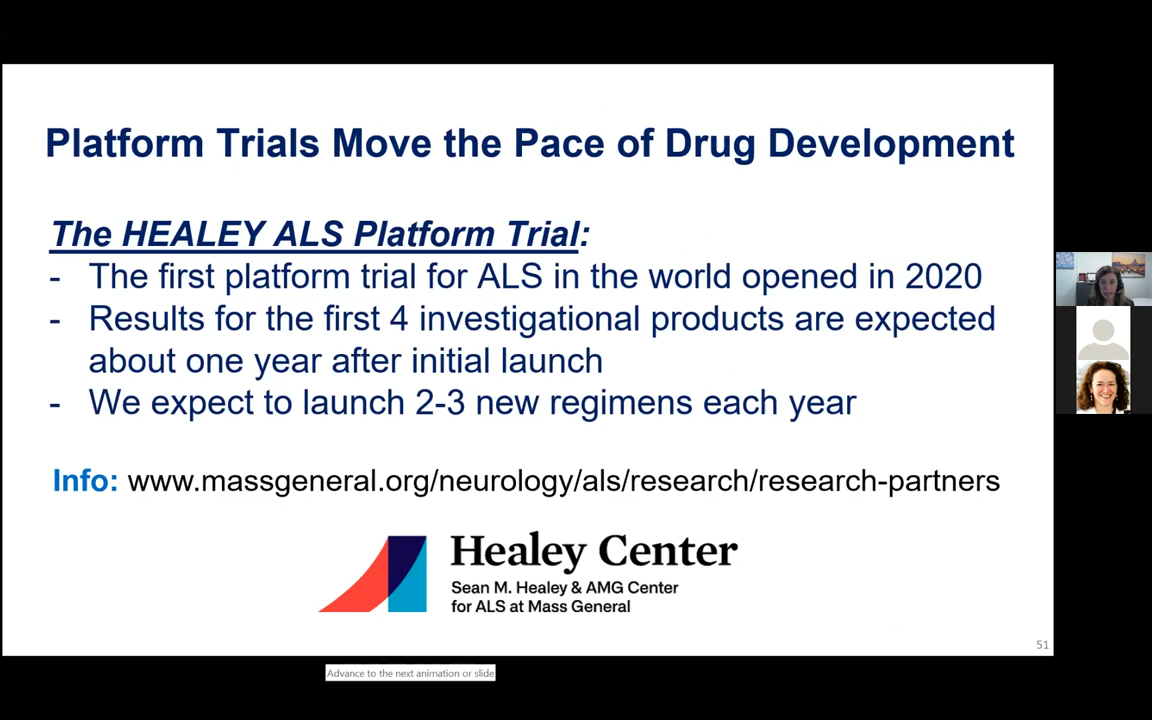 Platform Trials Move the Pace of Drug Development
The HEALEY ALS Platform Trial:
- The first platform trial for ALS in the world opened in 2020
- Results for the first 4 investigational products are expected
about one year after initial launch
- We expect to launch 2-3 new regimens each year
Info: www.massgeneral.org/neurology/als/research/research-partners
Healey Center
Sean M. Healey & AMG Center
for ALS at Mass General
51
Advance to the next animation or slide